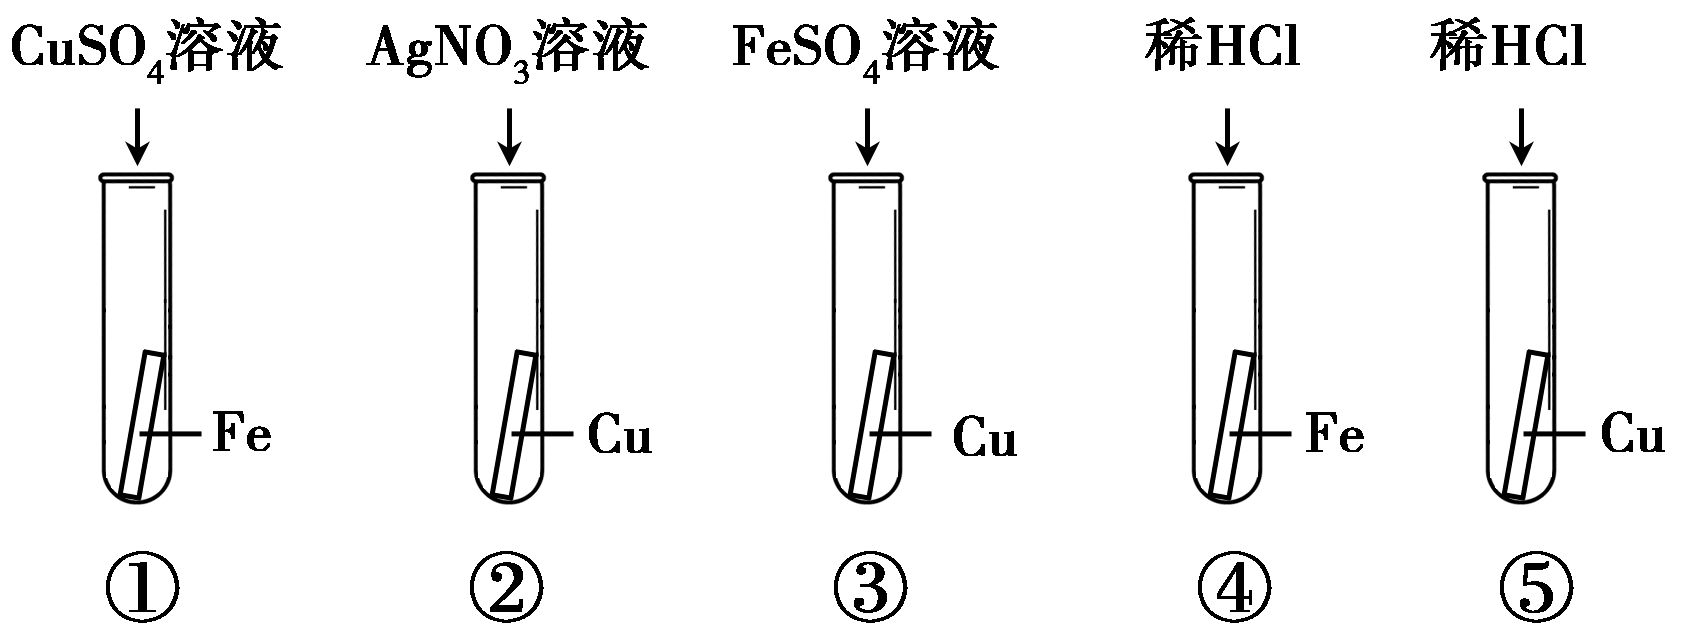 CuSO₄溶液 AgNO₃溶液 FeSO₄溶液 稀HCl 稀HCl
Fe Cu Cu Fe Cu
① ② ③ ④ ⑤